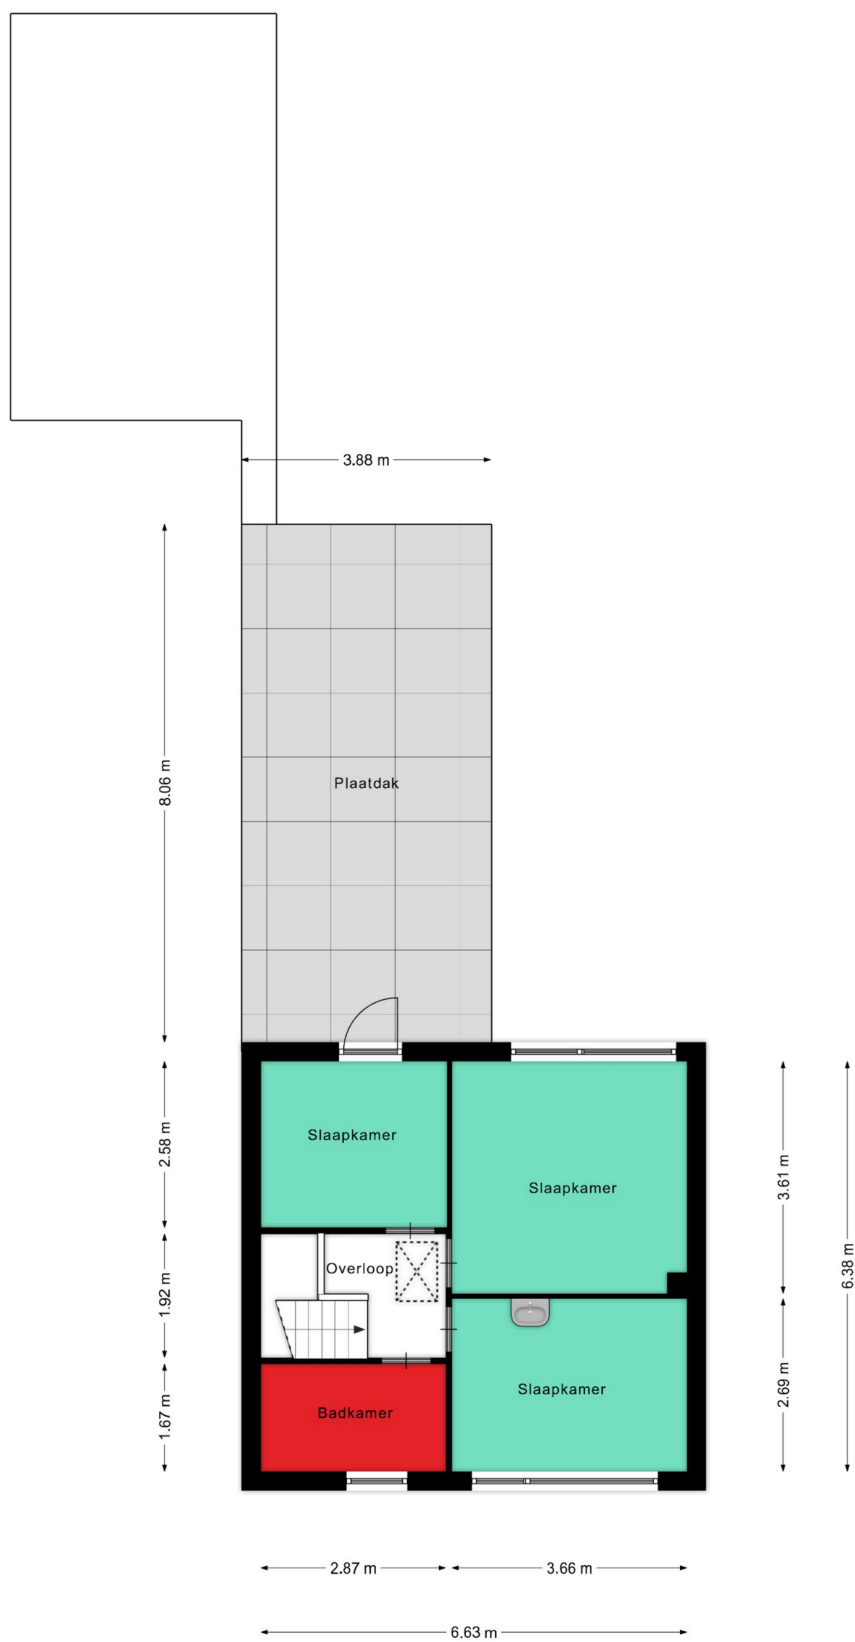 3.88 m
8.06 m
Plaatdak
2.58 m
Slaapkamer
3.61 m
Slaapkamer
6.38 m
1.92 m
Overloop
2.69 m
Slaapkamer
1.67 m
Badkamer
2.87 m
3.66 m
6.63 m